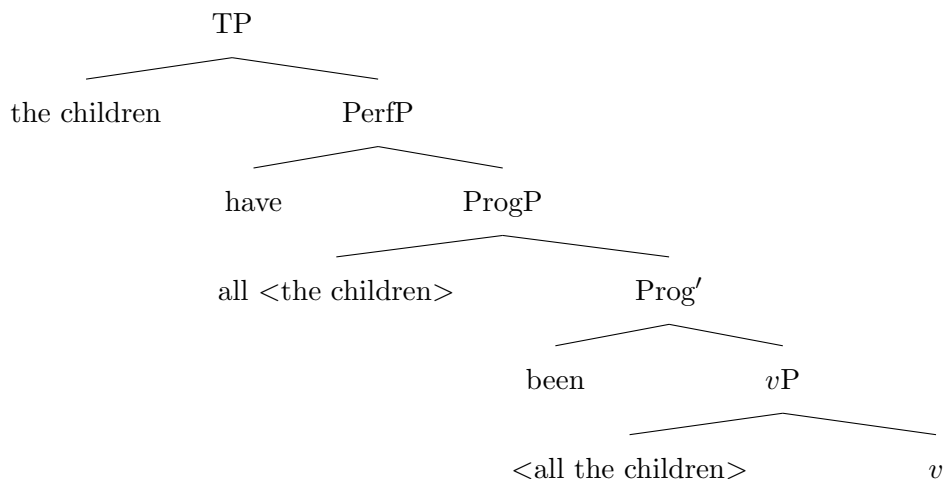 TP
the children PerfP
have ProgP
all <the children> Prog′
been vP
<all the children> v